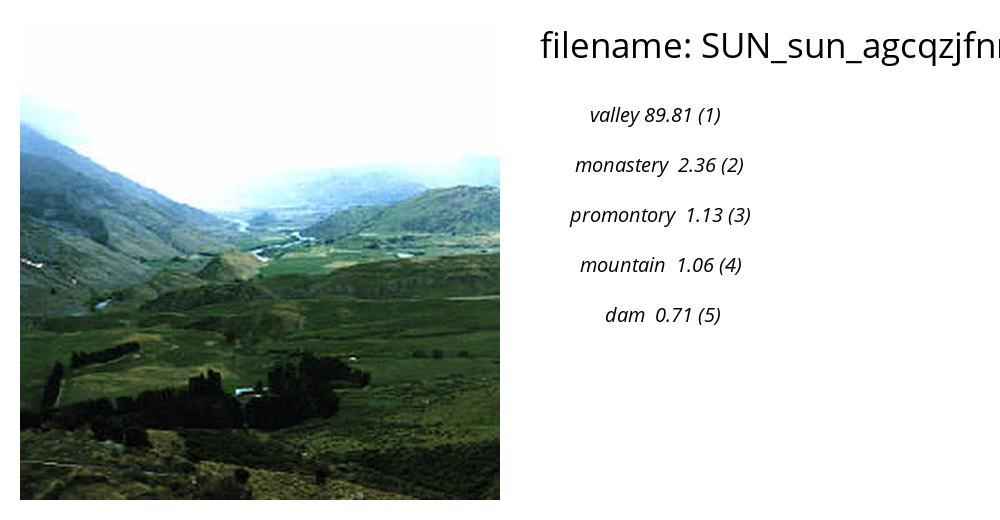 filename: SUN_sun_agcqzjfn
valley 89.81 (1)
monastery 2.36 (2)
promontory 1.13 (3)
mountain 1.06 (4)
dam 0.71 (5)